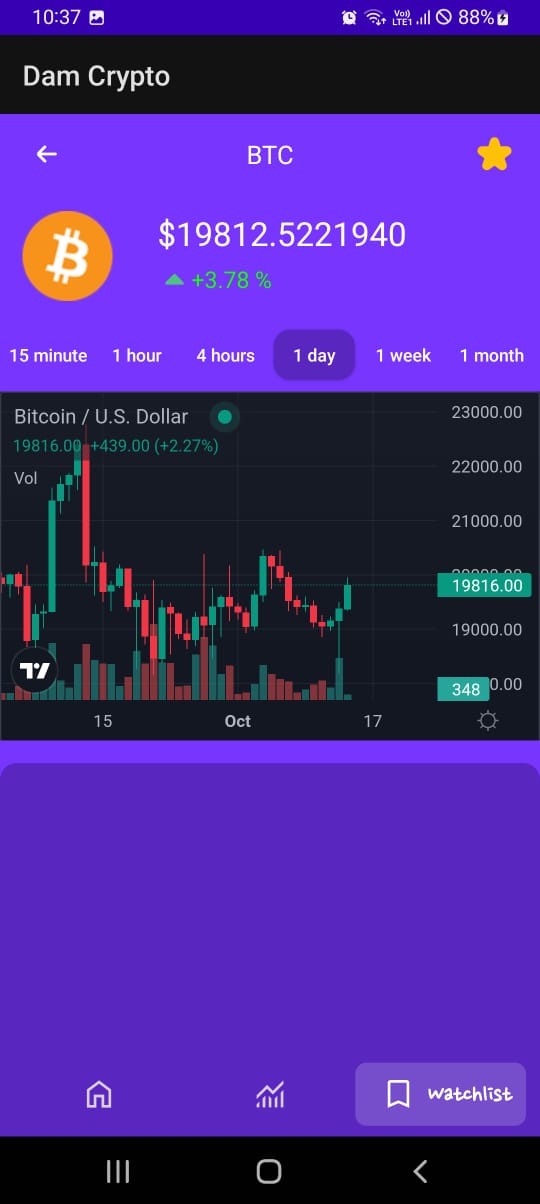 10:37 Vo)) LTE1 88%
Dam Crypto
BTC
$19812.5221940
+3.78 %
15 minute 1 hour 4 hours 1 day 1 week 1 month
Bitcoin / U.S. Dollar
19816.00 +439.00 (+2.27%)
Vol
23000.00
22000.00
21000.00
19816.00
19000.00
348
0.00
15 Oct 17
Watchlist